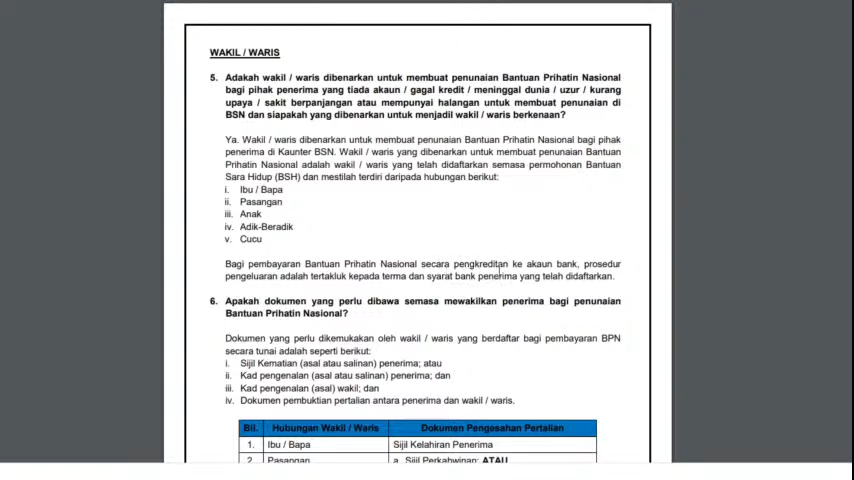 WAKIL / WARIS
5. Adakah wakil / waris dibenarkan untuk membuat penunaian Bantuan Prihatin Nasional
bagi pihak penerima yang tiada akaun / gagal kredit / meninggal dunia / uzur / kurang
upaya / sakit berpanjangan atau mempunyai halangan untuk membuat penunaian di
BSN dan siapakah yang dibenarkan untuk menjadil wakil / waris berkenaan?
Ya. Wakil / waris dibenarkan untuk membuat penunaian Bantuan Prihatin Nasional bagi pihak
penerima di Kaunter BSN. Wakil / waris yang dibenarkan untuk membuat penunaian Bantuan
Prihatin Nasional adalah wakil / waris yang telah didaftarkan semasa permohonan Bantuan
Sara Hidup (BSH) dan mestilah terdiri daripada hubungan berikut:
i. Ibu / Bapa
ii. Pasangan
iii. Anak
iv. Adik-Beradik
v. Cucu
Bagi pembayaran Bantuan Prihatin Nasional secara pengkreditan ke akaun bank, prosedur
pengeluaran adalah tertakluk kepada terma dan syarat bank penerima yang telah didaftarkan.
6. Apakah dokumen yang perlu dibawa semasa mewakilkan penerima bagi penunaian
Bantuan Prihatin Nasional?
Dokumen yang perlu dikemukakan oleh wakil / waris yang berdaftar bagi pembayaran BPN
secara tunai adalah seperti berikut:
i. Sijil Kematian (asal atau salinan) penerima; atau
ii. Kad pengenalan (asal atau salinan) penerima; dan
iii. Kad pengenalan (asal) wakil; dan
iv. Dokumen pembuktian pertalian antara penerima dan wakil / waris.
Bil. Hubungan Wakil / Waris Dokumen Pengesahan Pertalian
1. Ibu / Bapa Sijil Kelahiran Penerima
2. Pasangan a. Sijil Perkahwinan; ATAU